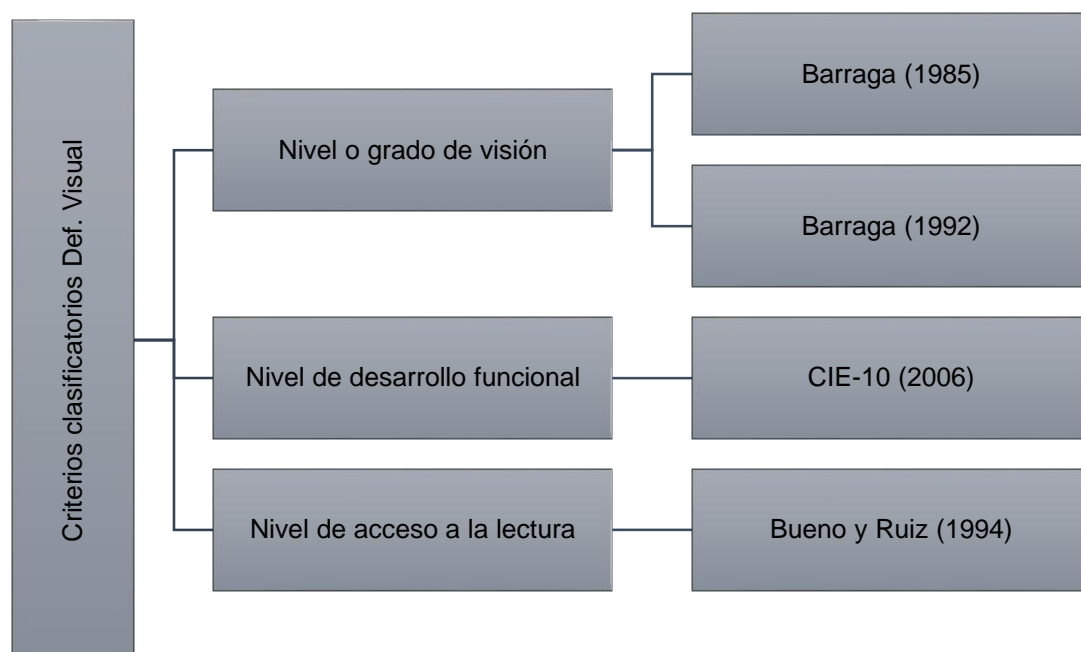 Criterios clasificatorios Def. Visual
Nivel o grado de visión
Barraga (1985)
Barraga (1992)
Nivel de desarrollo funcional
CIE-10 (2006)
Nivel de acceso a la lectura
Bueno y Ruiz (1994)